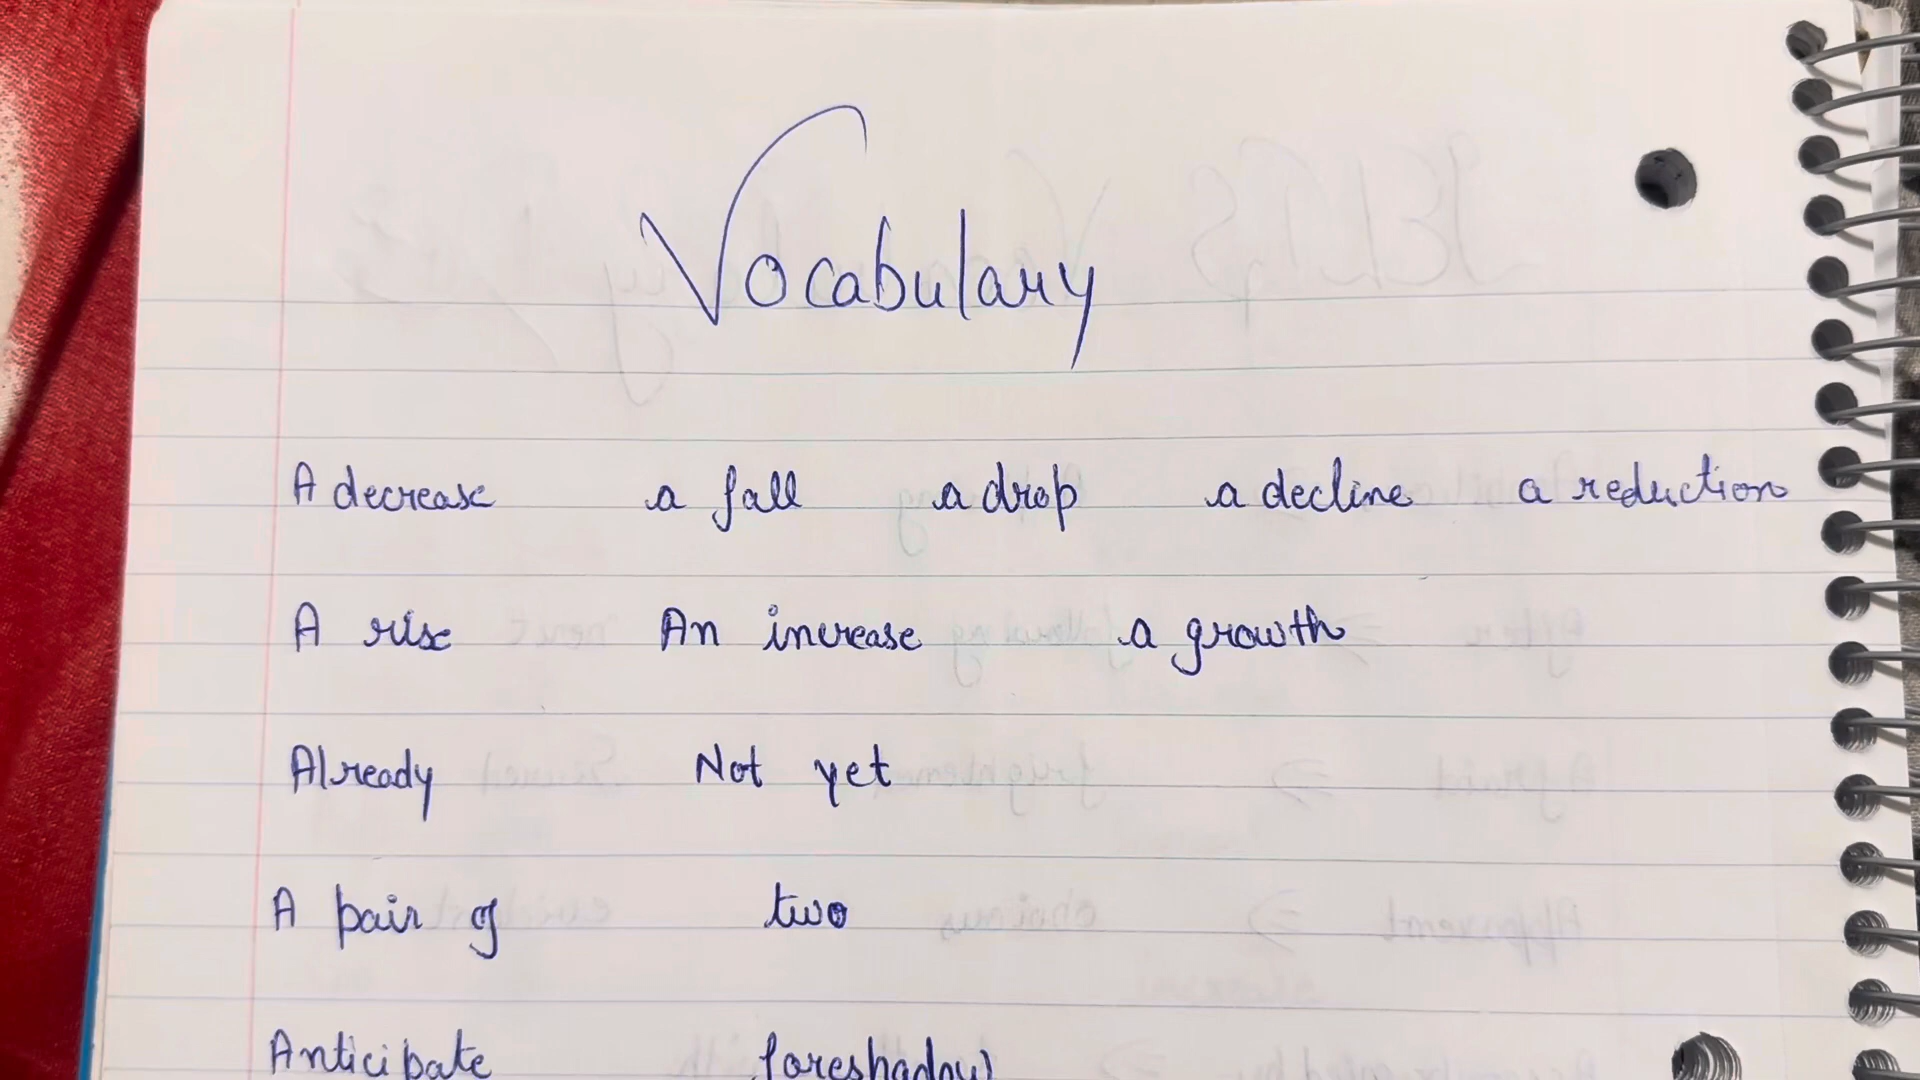 Vocabulary
A decrease a fall a drop a decline a reduction
A rise An increase a growth
Already Not yet
A pair of two
Anticipate foreshadow